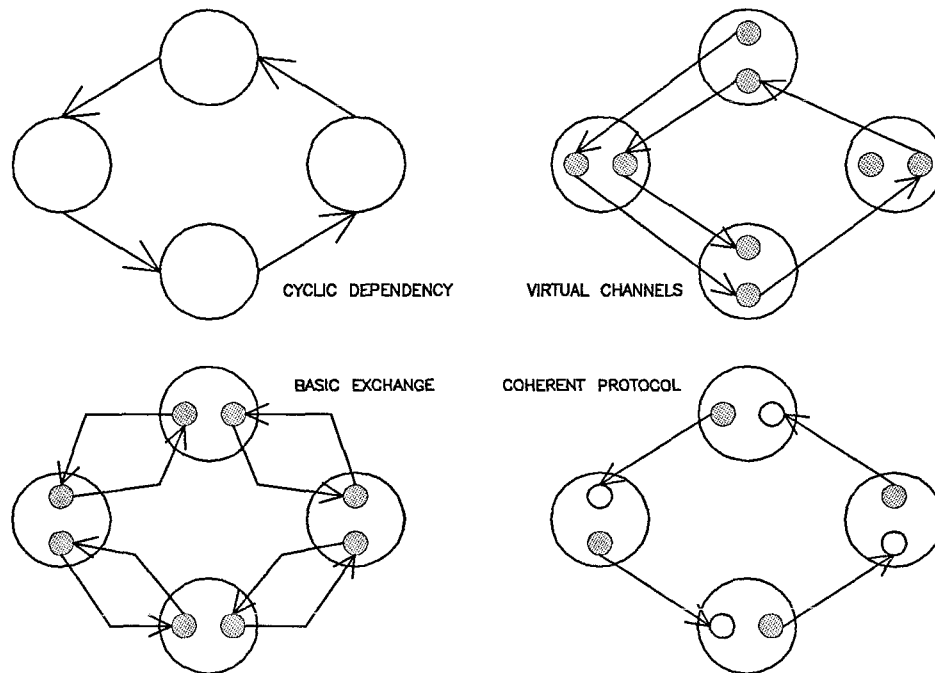 CYCLIC DEPENDENCY
VIRTUAL CHANNELS
BASIC EXCHANGE
COHERENT PROTOCOL